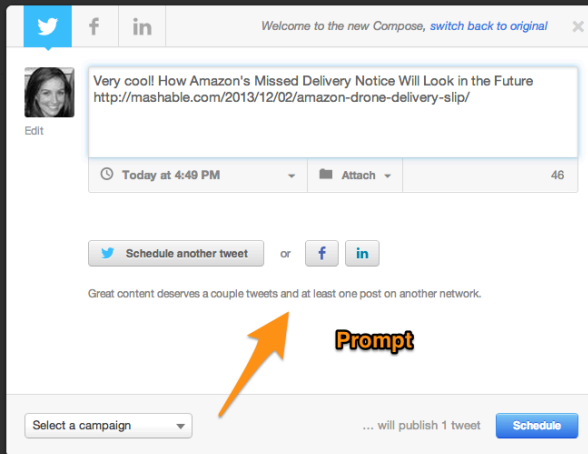 f in Welcome to the new Compose, switch back to original ×
Very cool! How Amazon's Missed Delivery Notice Will Look in the Future
http://mashable.com/2013/12/02/amazon-drone-delivery-slip/
Edit
Today at 4:49 PM Attach 46
Schedule another tweet or f in
Great content deserves a couple tweets and at least one post on another network.
Prompt
Select a campaign ... will publish 1 tweet Schedule